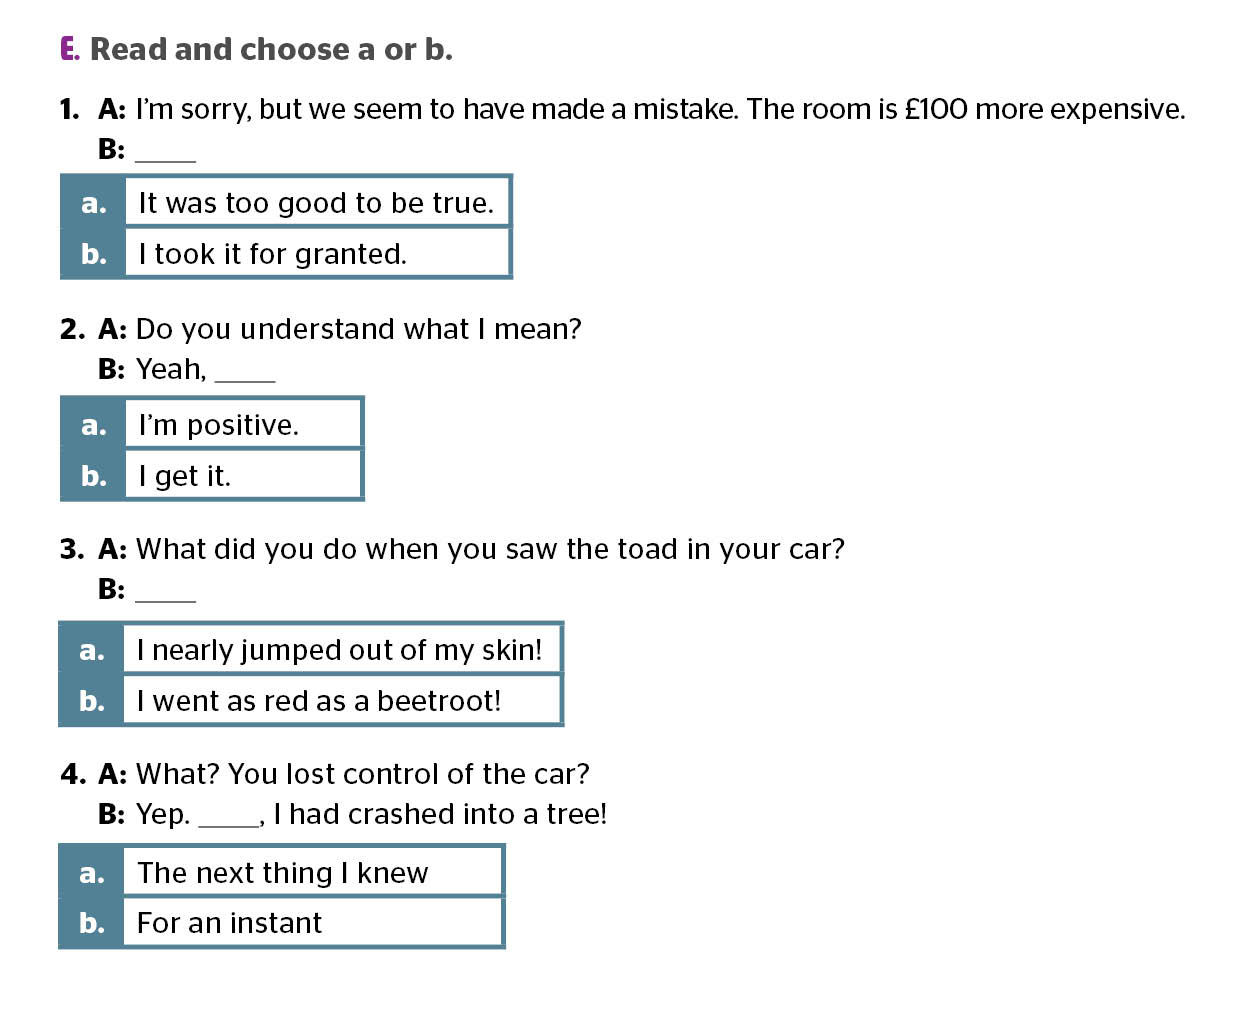 E. Read and choose a or b.
1. A: I'm sorry, but we seem to have made a mistake. The room is £100 more expensive.
B: ____
a. It was too good to be true.
b. I took it for granted.
2. A: Do you understand what I mean?
B: Yeah, ____
a. I'm positive.
b. I get it.
3. A: What did you do when you saw the toad in your car?
B: ____
a. I nearly jumped out of my skin!
b. I went as red as a beetroot!
4. A: What? You lost control of the car?
B: Yep. ____, I had crashed into a tree!
a. The next thing I knew
b. For an instant